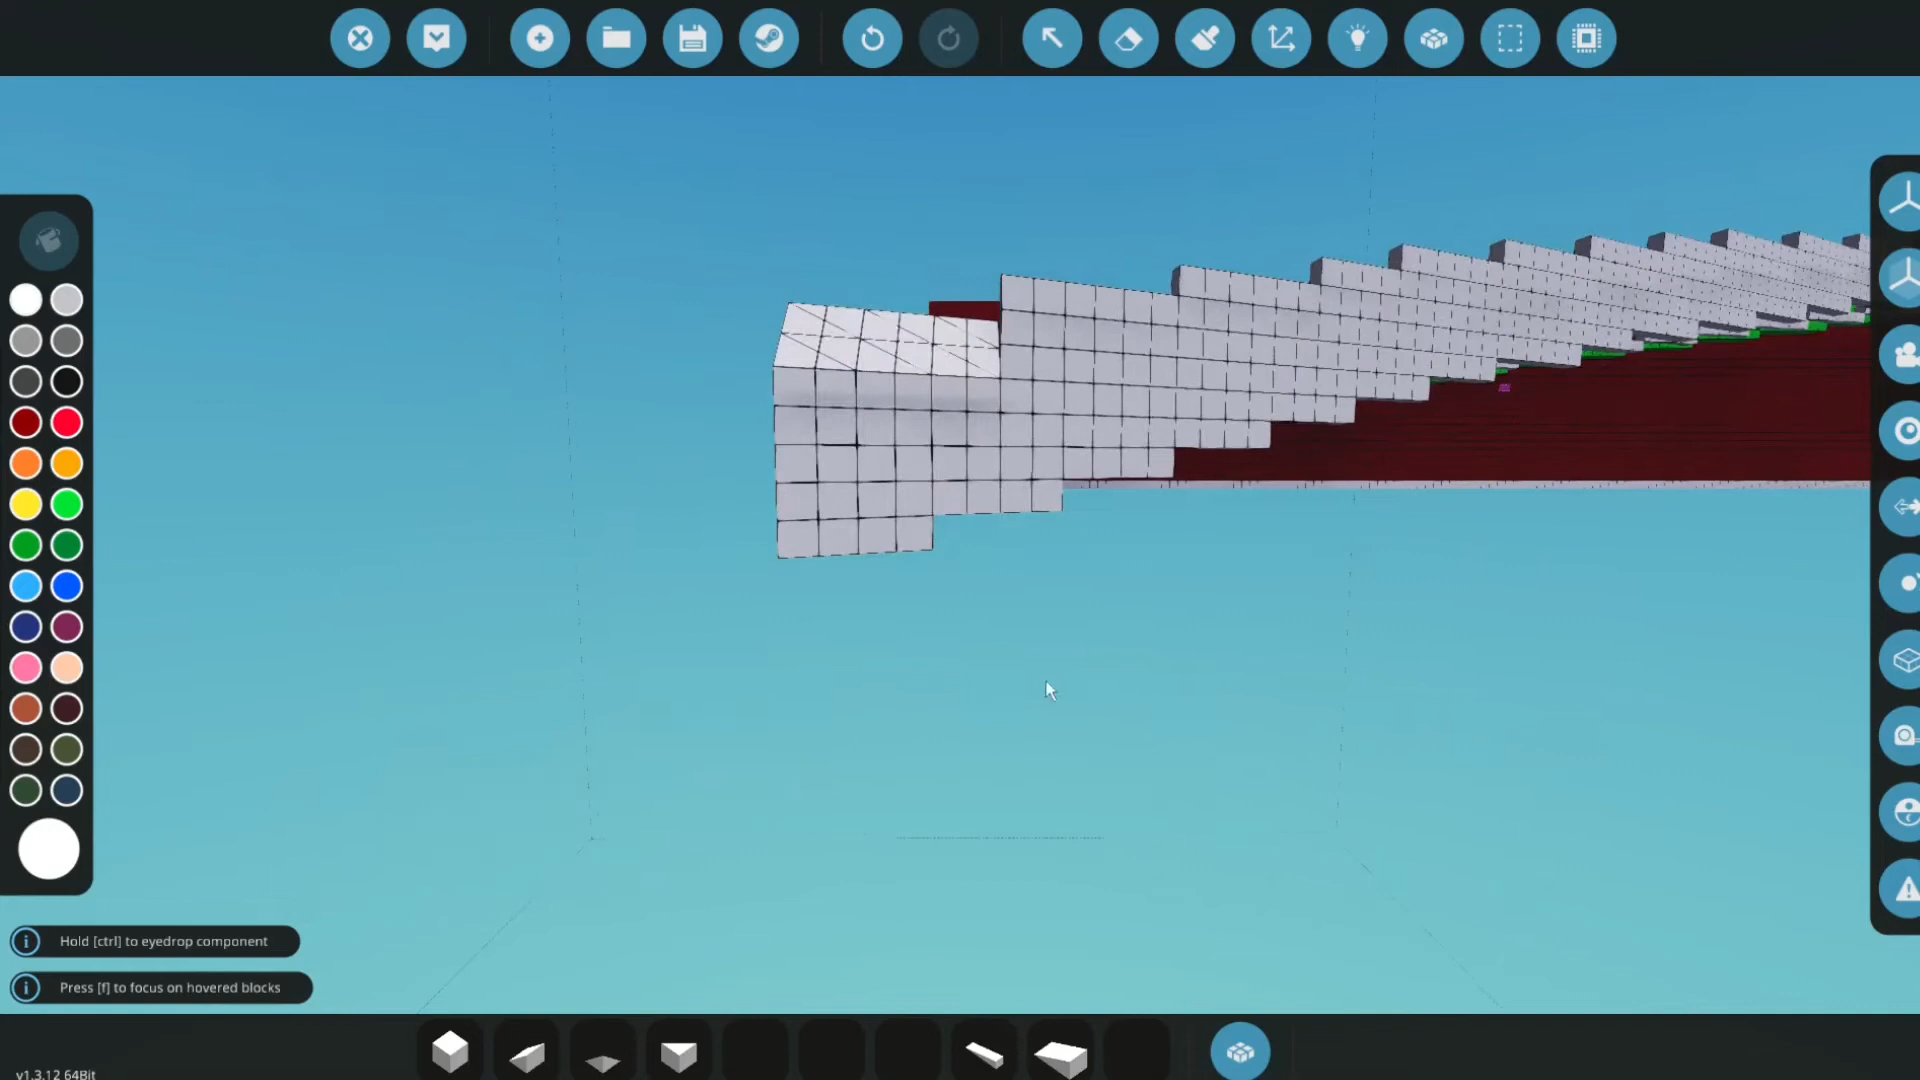 Hold [ctrl] to eyedrop component
Press [f] to focus on hovered blocks
v1.3.12 64Bit